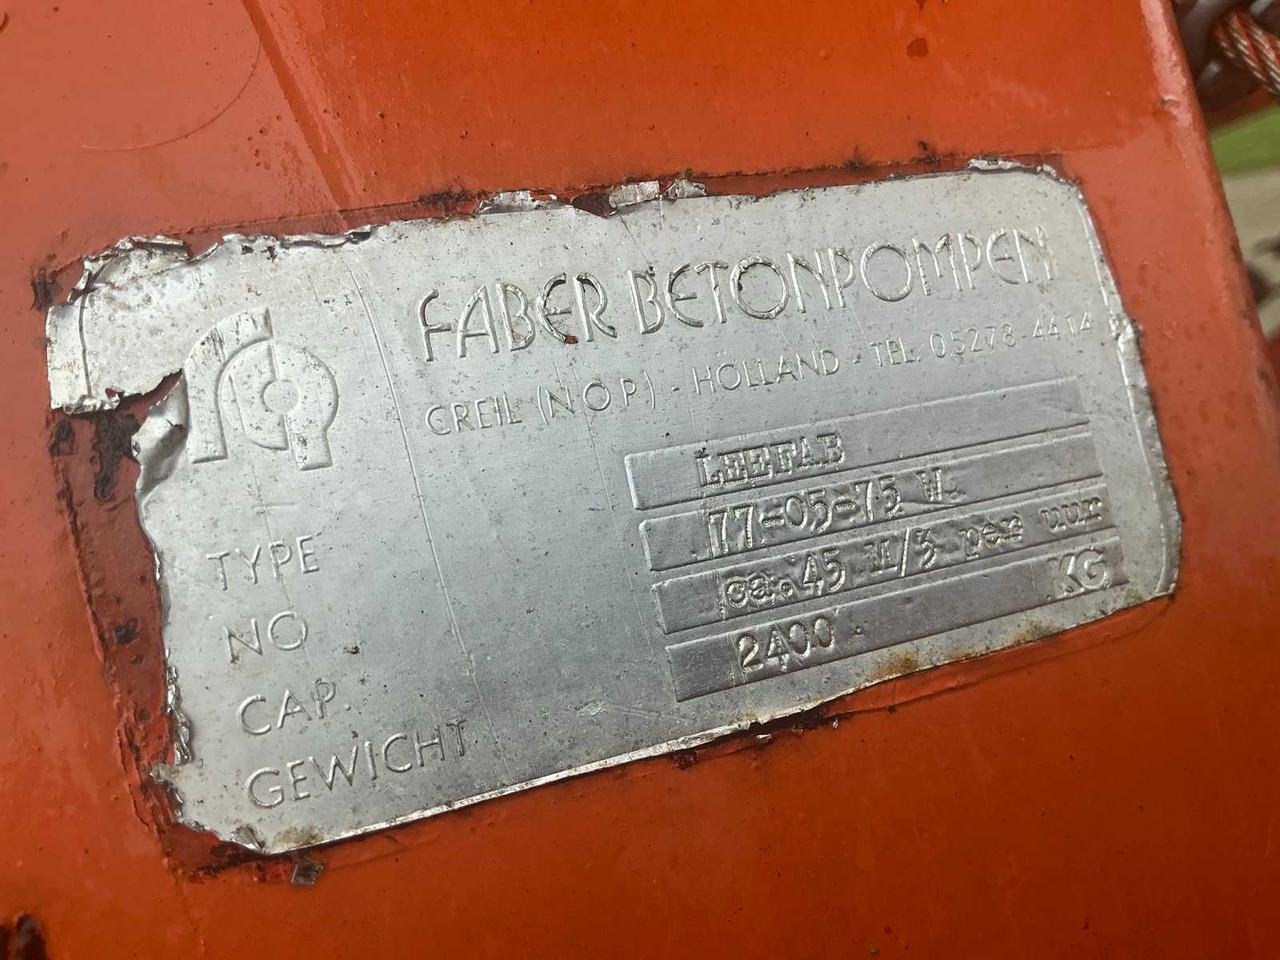 FABER BETONPOMPEN
CREIL (NOP) - HOLLAND - TEL. 05278-4414
TYPE LEEFAB
NO 77-05-75 W.
CAP. ca.45 M/3 per uur
GEWICHT 2400 KG